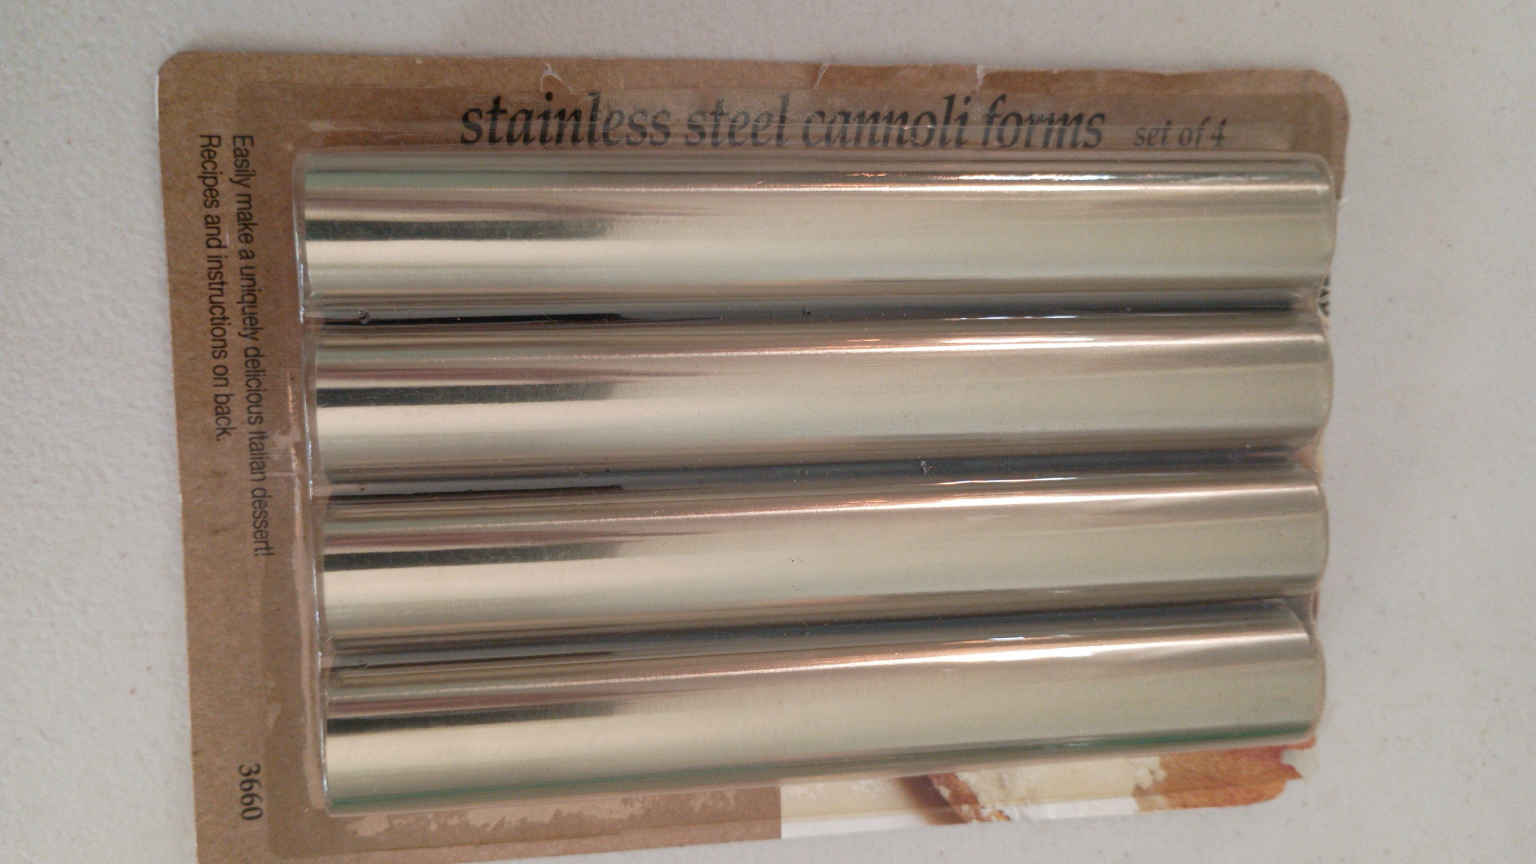 stainless steel cannoli forms set of 4
Easily make a uniquely delicious Italian dessert!
Recipes and instructions on back.
3660